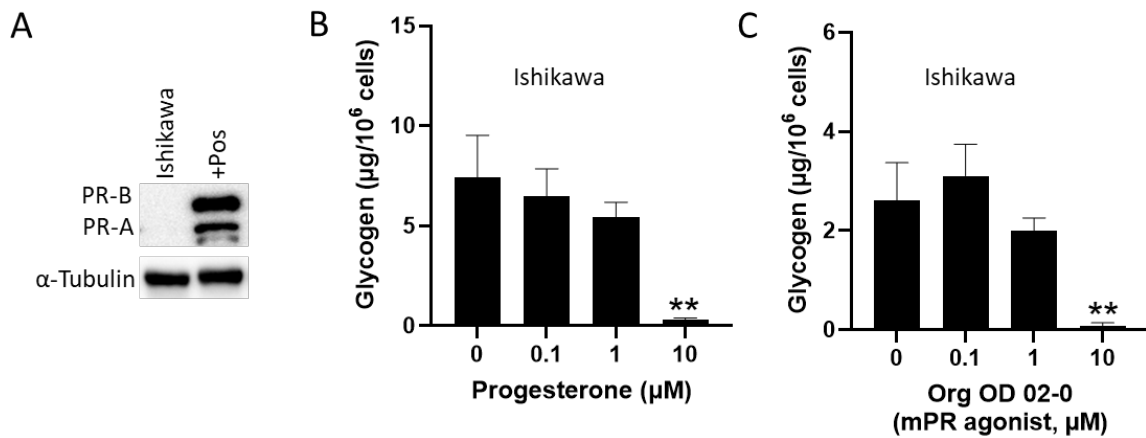 A
Ishikawa
+Pos
PR-B
PR-A
α-Tubulin
B
Glycogen (µg/10⁶ cells)
15
10
5
0
Ishikawa
**
0 0.1 1 10
Progesterone (µM)
C
Glycogen (µg/10⁶ cells)
6
4
2
0
Ishikawa
**
0 0.1 1 10
Org OD 02-0
(mPR agonist, µM)